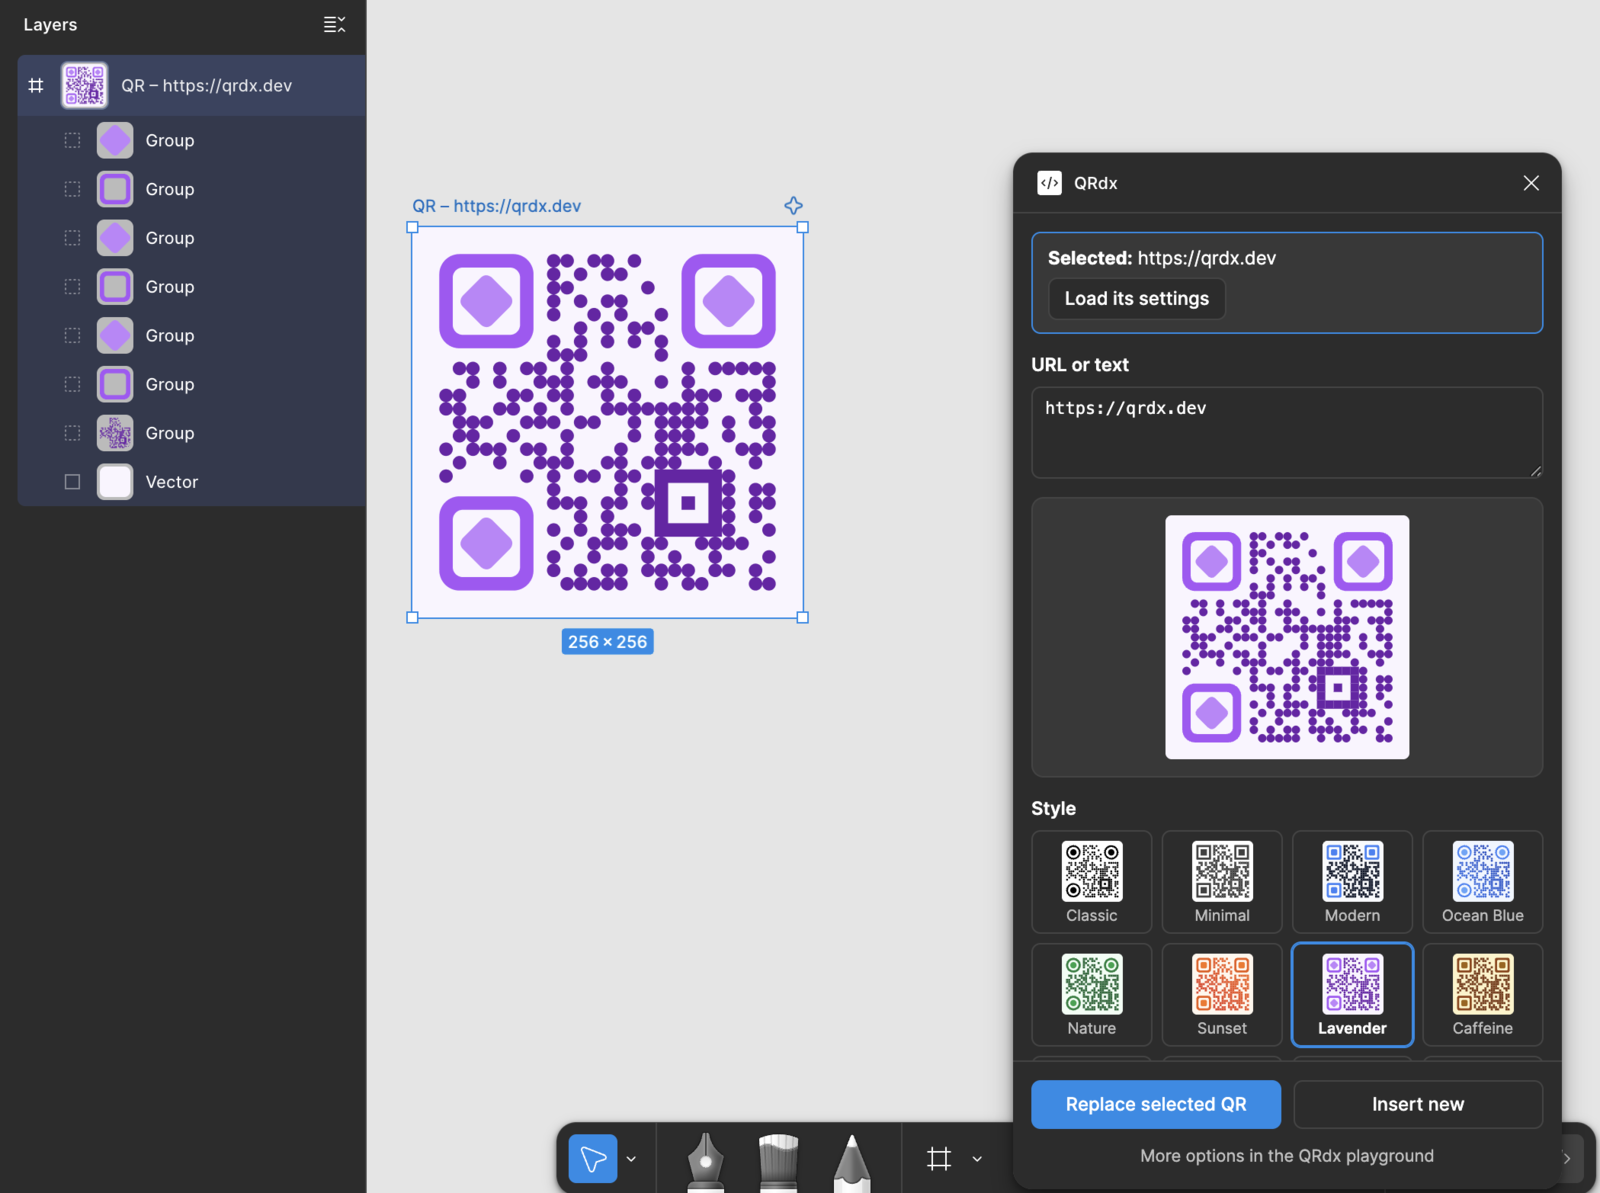 Layers
QR – https://qrdx.dev
Group
Group
Group
Group
Group
Group
Group
Vector
QR – https://qrdx.dev
256 × 256
QRdx
Selected: https://qrdx.dev
Load its settings
URL or text
https://qrdx.dev
Style
Classic
Minimal
Modern
Ocean Blue
Nature
Sunset
Lavender
Caffeine
Replace selected QR
Insert new
More options in the QRdx playground